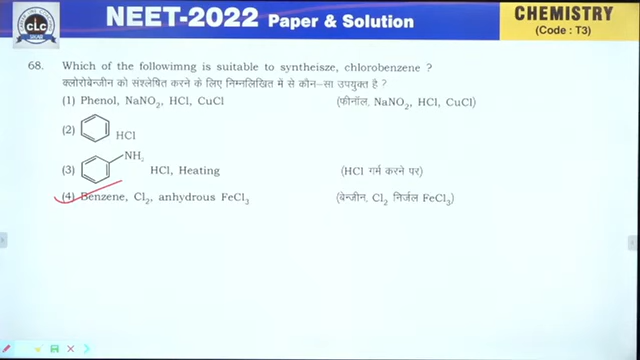 CLC
NEET-2022 Paper & Solution
CHEMISTRY
(Code : T3)
68. Which of the followimng is suitable to syntheisze, chlorobenzene ?
क्लोरोबेन्जीन को संश्लेषित करने के लिए निम्नलिखित में से कौन-सा उपयुक्त है ?
(1) Phenol, NaNO2, HCl, CuCl (फीनॉल, NaNO2, HCl, CuCl)
(2) HCl
(3) NH2 HCl, Heating (HCl गर्म करने पर)
(4) Benzene, Cl2, anhydrous FeCl3 (बेन्ज़ीन, Cl2 निर्जल FeCl3)